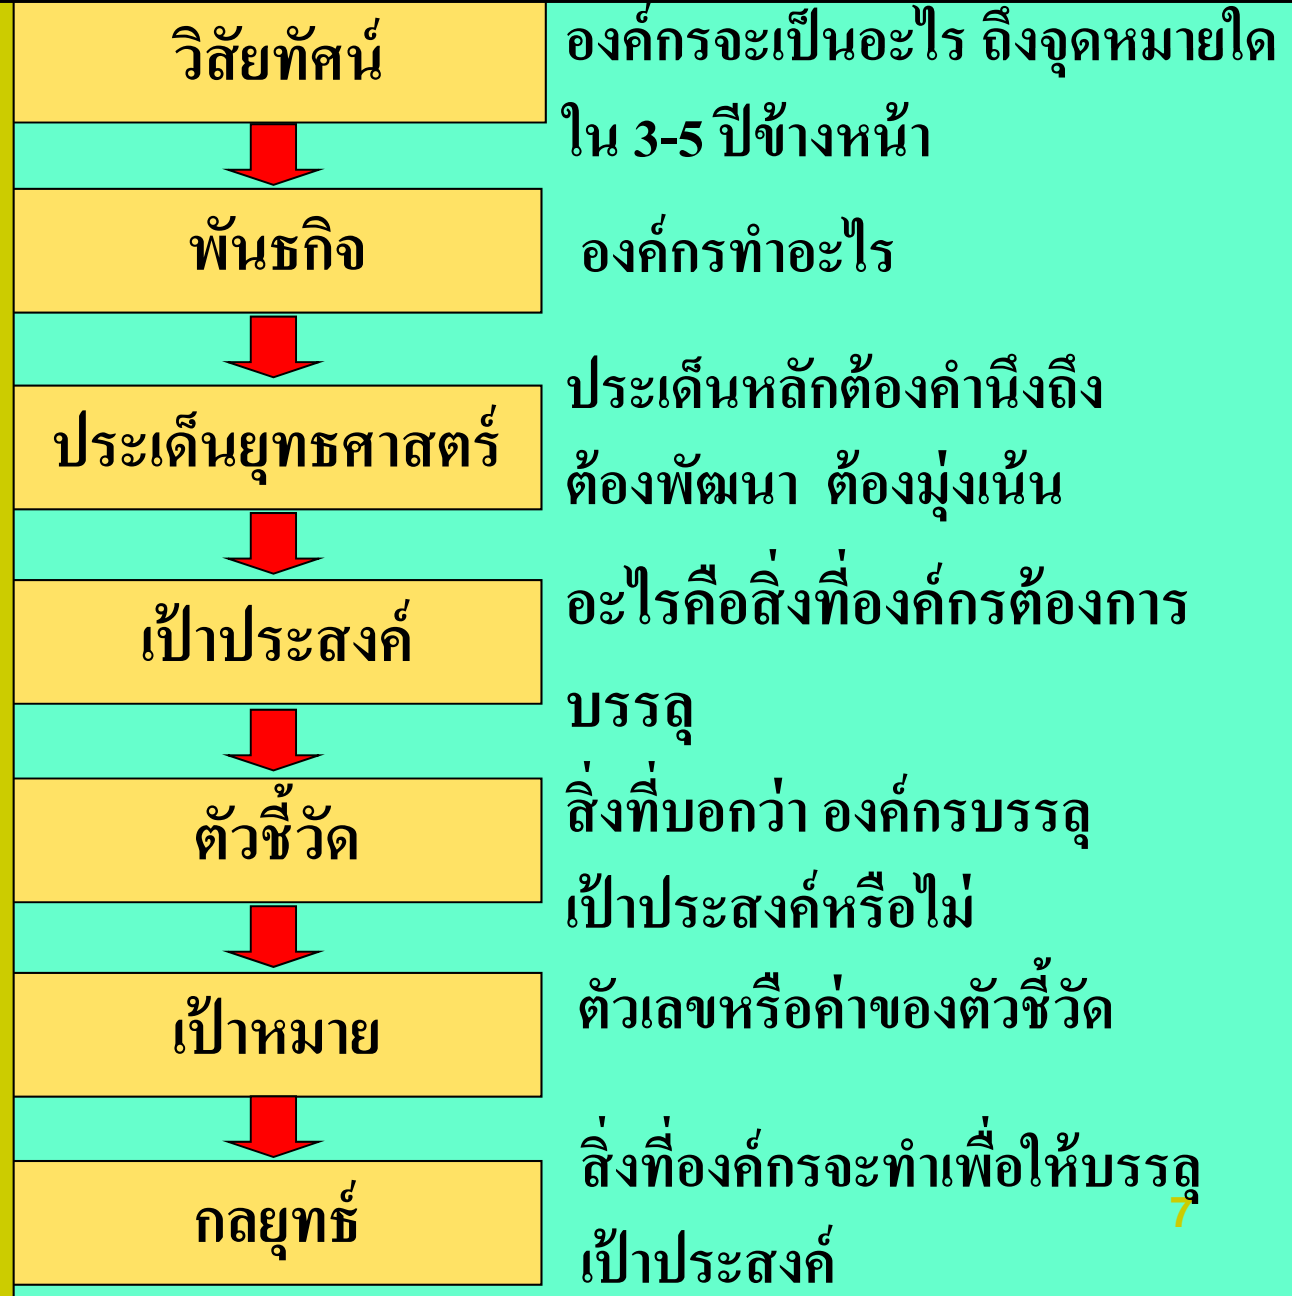 วิสัยทัศน์
องค์กรจะเป็นอะไร ถึงจุดหมายใด
ใน 3-5 ปีข้างหน้า
พันธกิจ
องค์กรทำอะไร
ประเด็นยุทธศาสตร์
ประเด็นหลักต้องคำนึงถึง
ต้องพัฒนา ต้องมุ่งเน้น
เป้าประสงค์
อะไรคือสิ่งที่องค์กรต้องการ
บรรลุ
ตัวชี้วัด
สิ่งที่บอกว่า องค์กรบรรลุ
เป้าประสงค์หรือไม่
เป้าหมาย
ตัวเลขหรือค่าของตัวชี้วัด
กลยุทธ์
สิ่งที่องค์กรจะทำเพื่อให้บรรลุ
เป้าประสงค์
7